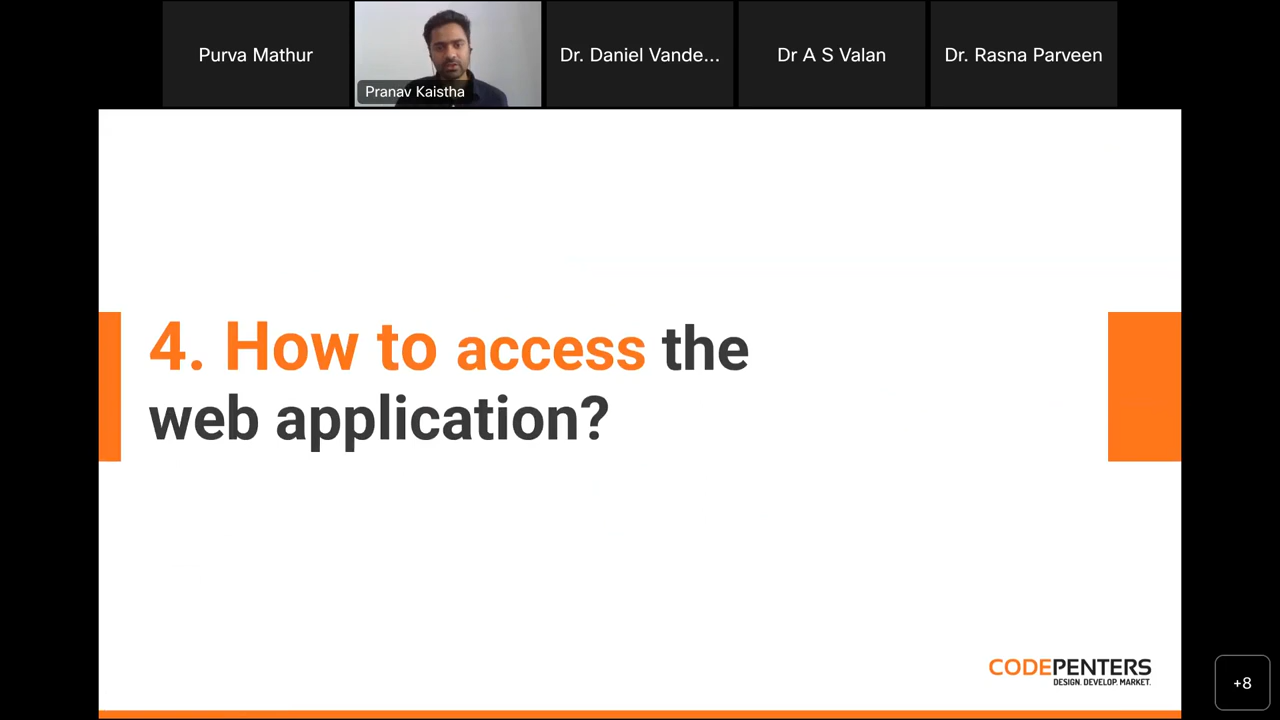 Purva Mathur
Pranav Kaistha
Dr. Daniel Vande...
Dr A S Valan
Dr. Rasna Parveen
4. How to access the
web application?
CODEPENTERS
DESIGN. DEVELOP. MARKET.
+8